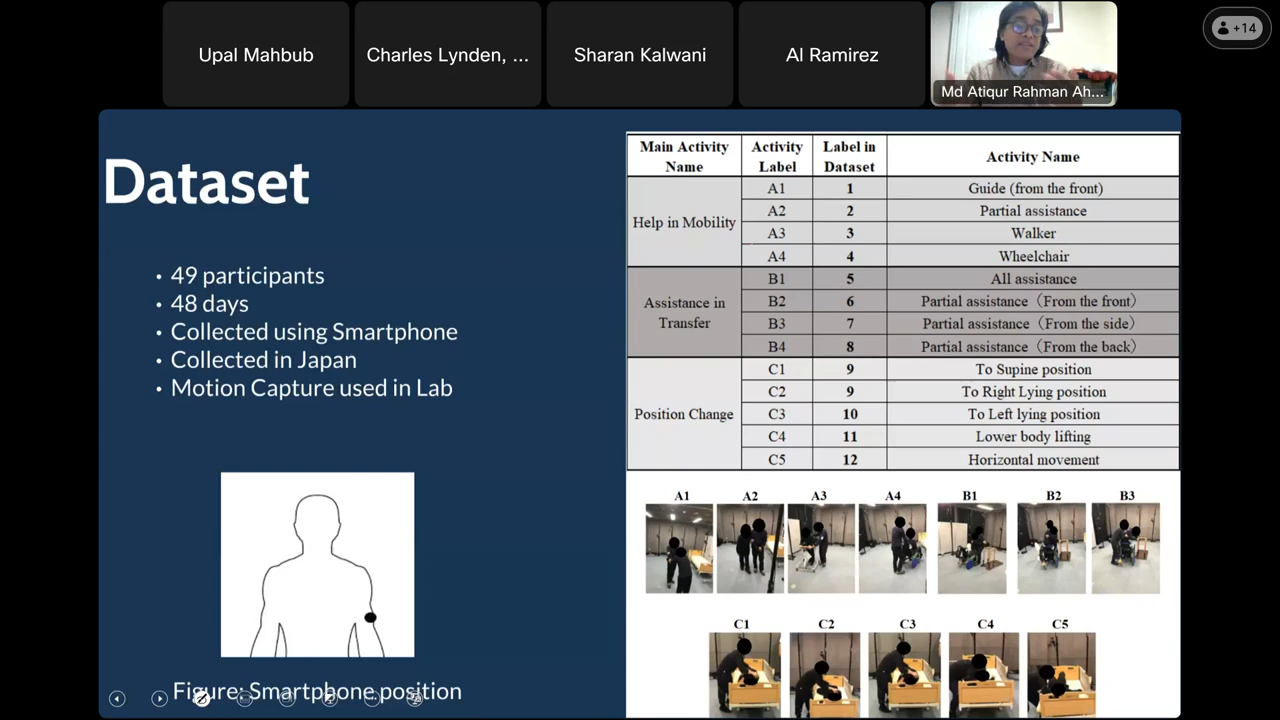 Upal Mahbub
Charles Lynden, ...
Sharan Kalwani
Al Ramirez
Md Atiqur Rahman Ah...
+14
Dataset
• 49 participants
• 48 days
• Collected using Smartphone
• Collected in Japan
• Motion Capture used in Lab
Figure: Smartphone position
Main Activity Name Activity Label Label in Dataset Activity Name
Help in Mobility
A1 1 Guide (from the front)
A2 2 Partial assistance
A3 3 Walker
A4 4 Wheelchair
Assistance in Transfer
B1 5 All assistance
B2 6 Partial assistance（From the front）
B3 7 Partial assistance（From the side）
B4 8 Partial assistance（From the back）
Position Change
C1 9 To Supine position
C2 9 To Right Lying position
C3 10 To Left lying position
C4 11 Lower body lifting
C5 12 Horizontal movement
A1 A2 A3 A4 B1 B2 B3
C1 C2 C3 C4 C5